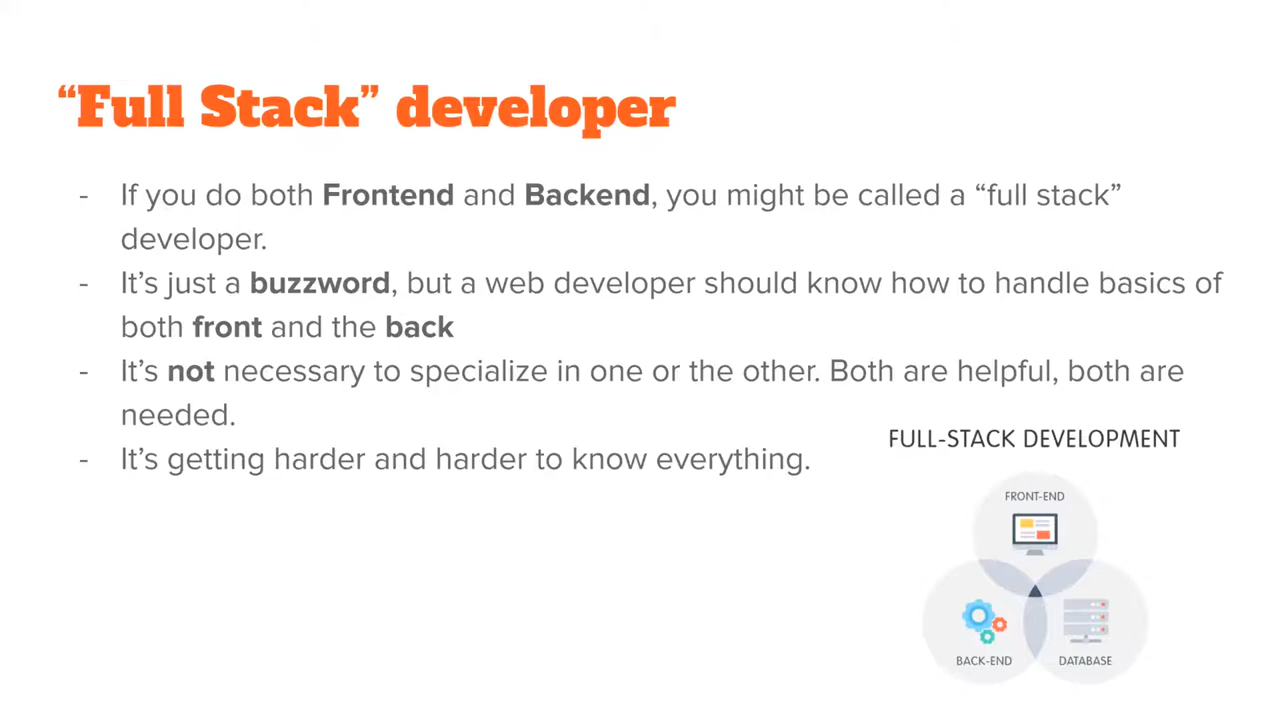 “Full Stack” developer
- If you do both Frontend and Backend, you might be called a “full stack”
developer.
- It’s just a buzzword, but a web developer should know how to handle basics of
both front and the back
- It’s not necessary to specialize in one or the other. Both are helpful, both are
needed.
- It’s getting harder and harder to know everything.
FULL-STACK DEVELOPMENT
FRONT-END
BACK-END
DATABASE